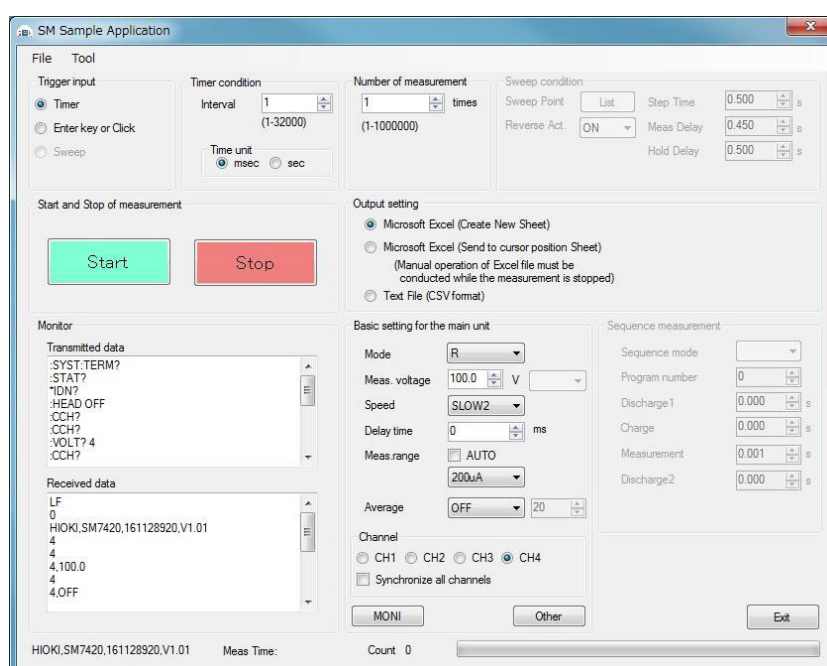 SM Sample Application
File Tool
Trigger input
Timer
Enter key or Click
Sweep
Timer condition
Interval 1
(1-32000)
Time unit
msec sec
Number of measurement
1 times
(1-1000000)
Sweep condition
Sweep Point List Step Time 0.500 s
Reverse Act. ON Meas Delay 0.450 s
Hold Delay 0.500 s
Start and Stop of measurement
Start Stop
Output setting
Microsoft Excel (Create New Sheet)
Microsoft Excel (Send to cursor position Sheet)
(Manual operation of Excel file must be
conducted while the measurement is stopped)
Text File (CSV format)
Monitor
Transmitted data
:SYST:TERM?
:STAT?
*IDN?
:HEAD OFF
:CCH?
:CCH?
:VOLT? 4
:CCH?
Received data
LF
0
HIOKI,SM7420,161128920,V1.01
4
4
4,100.0
4
4,OFF
Basic setting for the main unit
Mode R
Meas. voltage 100.0 V
Speed SLOW2
Delay time 0 ms
Meas.range AUTO
200uA
Average OFF 20
Channel
CH1 CH2 CH3 CH4
Synchronize all channels
MONI Other
Sequence measurement
Sequence mode
Program number 0
Discharge1 0.000 s
Charge 0.000 s
Measurement 0.001 s
Discharge2 0.000 s
Exit
HIOKI,SM7420,161128920,V1.01 Meas Time: Count 0